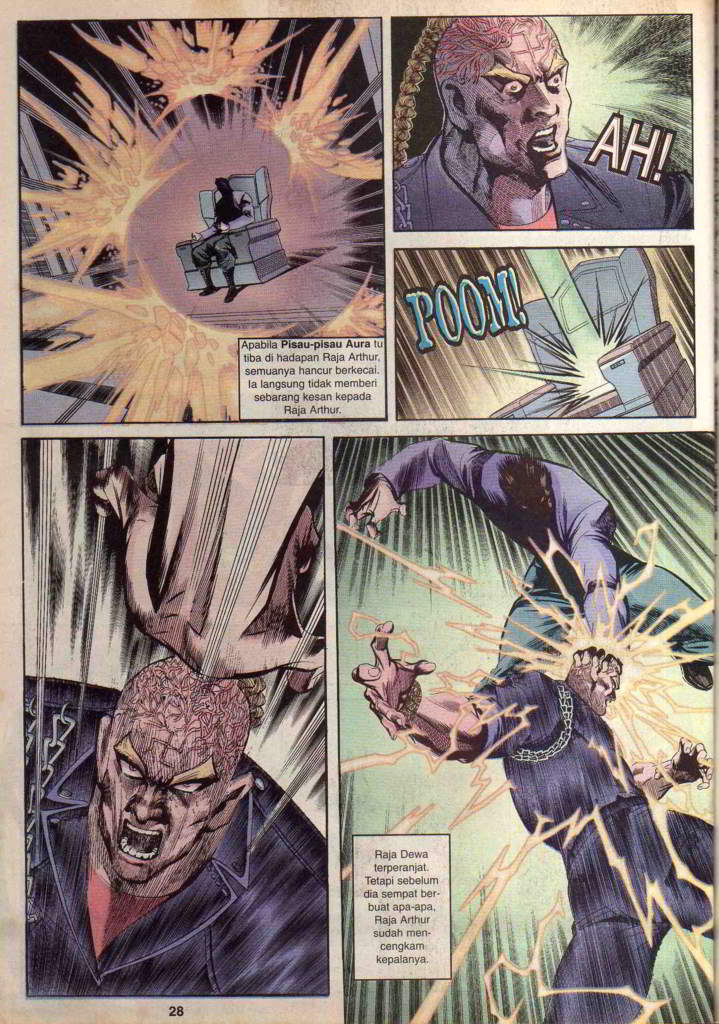 AH!
POOM!
Apabila Pisau-pisau Aura tu
tiba di hadapan Raja Arthur,
semuanya hancur berkecai.
Ia langsung tidak memberi
sebarang kesan kepada
Raja Arthur.
Raja Dewa
terperanjat.
Tetapi sebelum
dia sempat ber-
buat apa-apa,
Raja Arthur
sudah men-
cengkam
kepalanya.
28